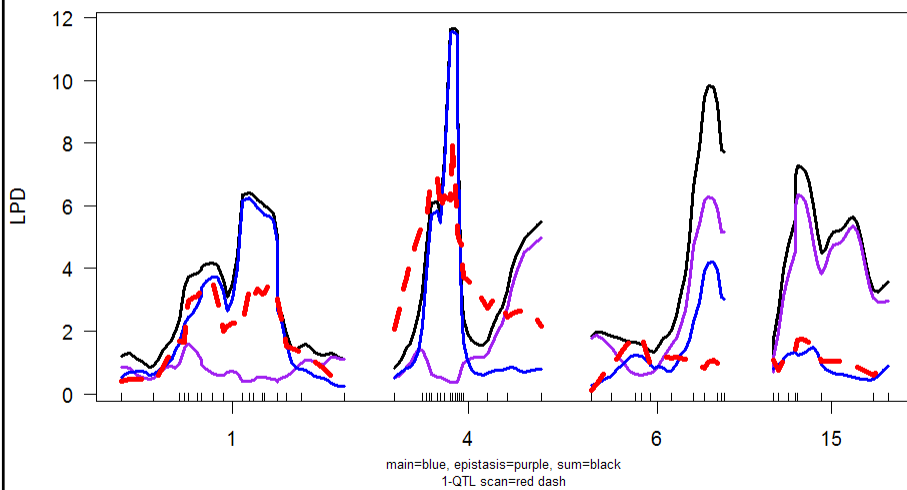 12
10
8
6
4
2
0
LPD
1 4 6 15
main=blue, epistasis=purple, sum=black
1-QTL scan=red dash